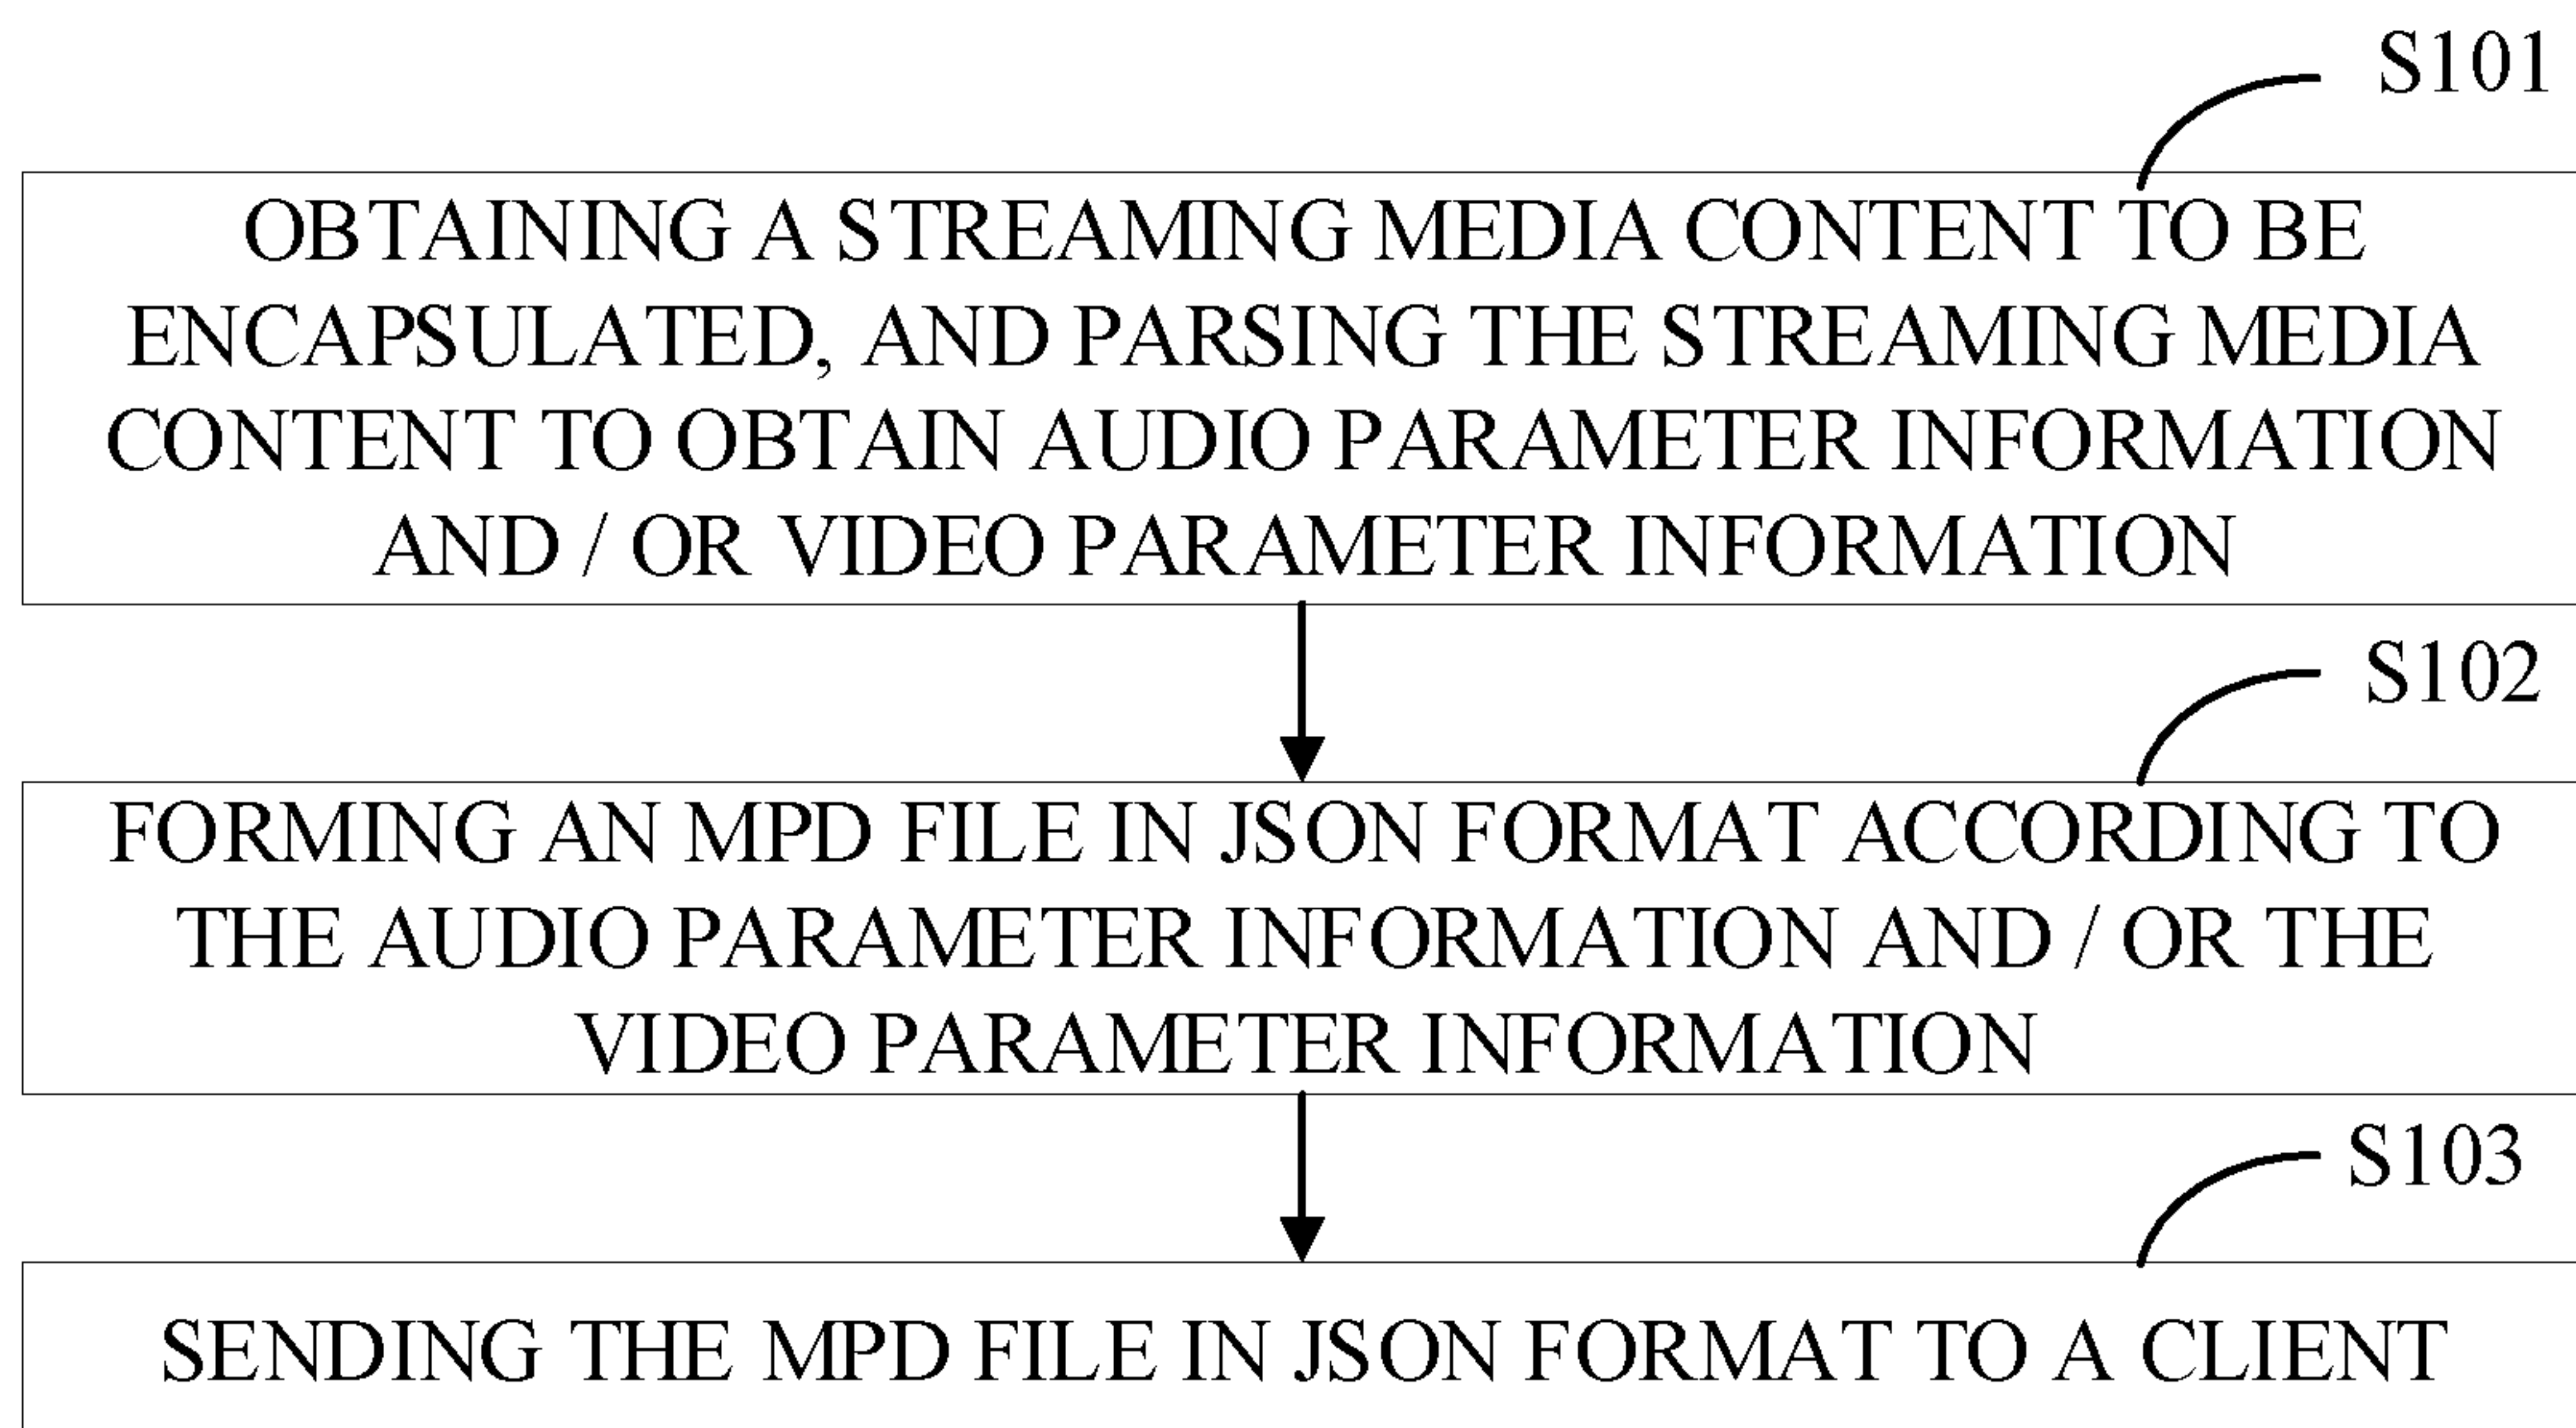 S101
OBTAINING A STREAMING MEDIA CONTENT TO BE
ENCAPSULATED, AND PARSING THE STREAMING MEDIA
CONTENT TO OBTAIN AUDIO PARAMETER INFORMATION
AND / OR VIDEO PARAMETER INFORMATION
S102
FORMING AN MPD FILE IN JSON FORMAT ACCORDING TO
THE AUDIO PARAMETER INFORMATION AND / OR THE
VIDEO PARAMETER INFORMATION
S103
SENDING THE MPD FILE IN JSON FORMAT TO A CLIENT